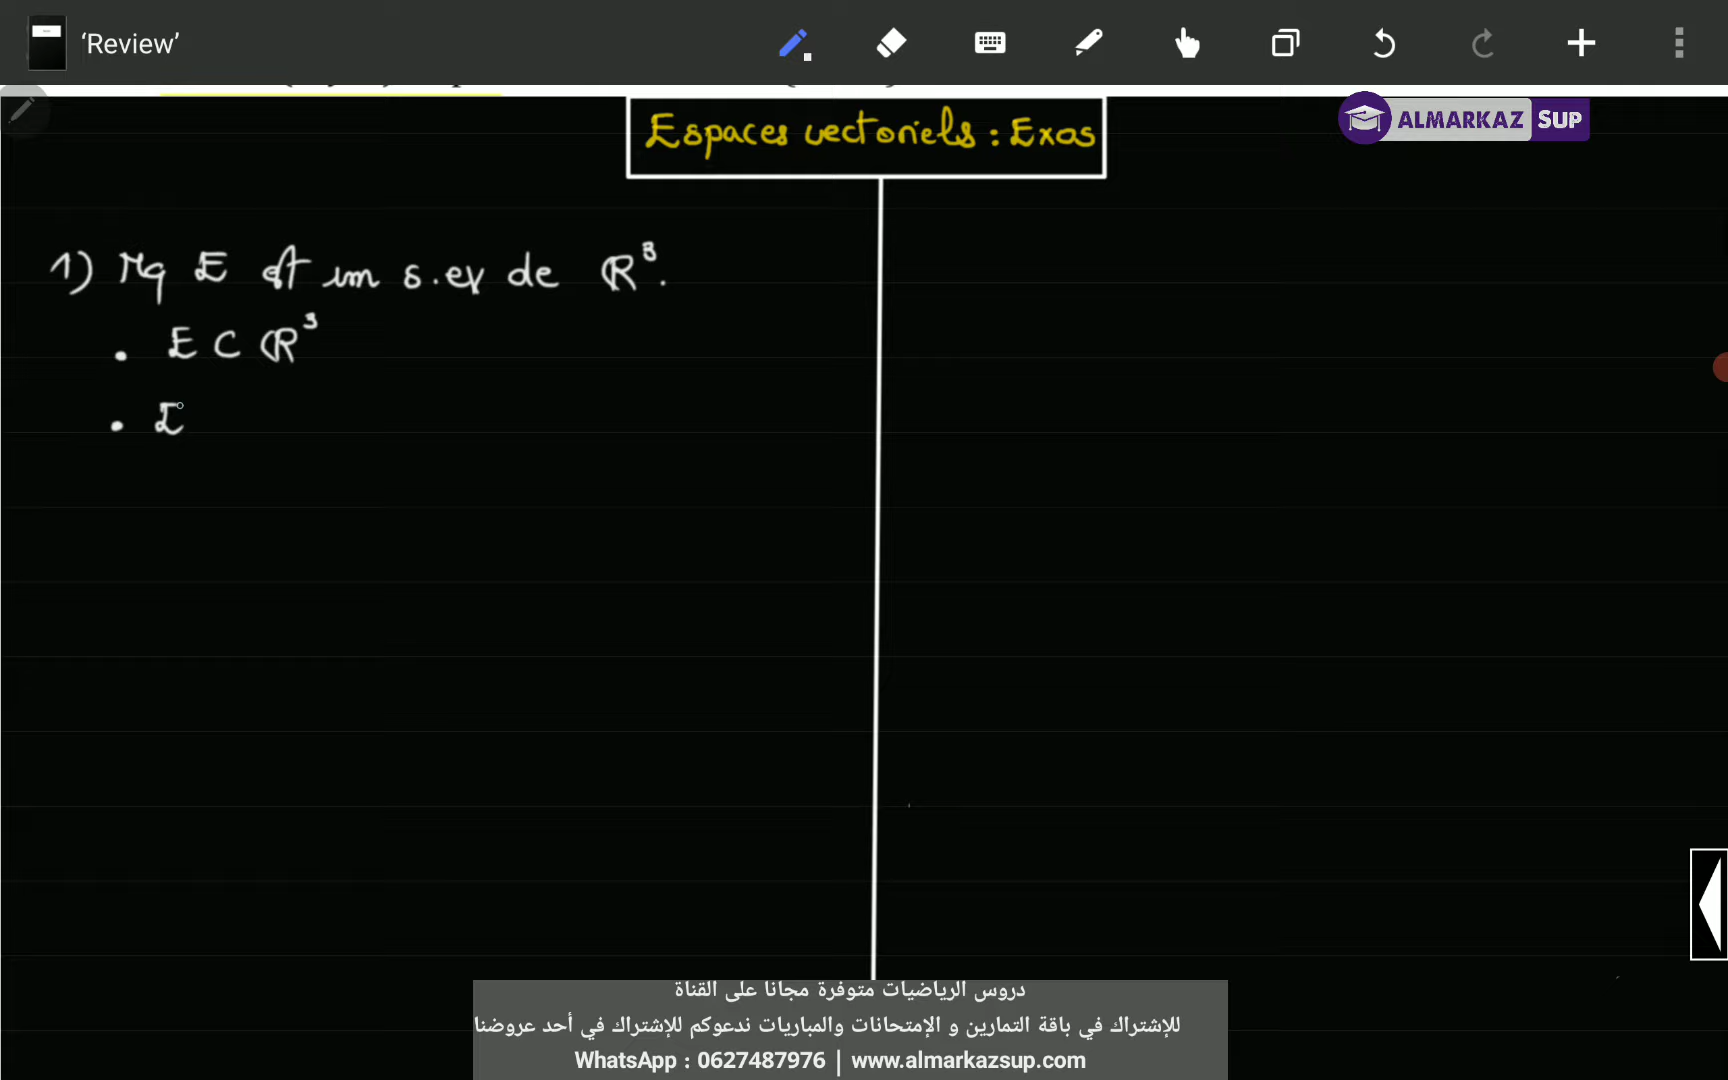 ‘Review’
ALMARKAZ SUP
Espaces vectoriels : Exos
1) Mq E est un s.ev de ℝ³.
• E ⊂ ℝ³
• E
دروس الرياضيات متوفرة مجانا على القناة
للإشتراك في باقة التمارين و الإمتحانات والمباريات ندعوكم للإشتراك في أحد عروضنا
WhatsApp : 0627487976 | www.almarkazsup.com